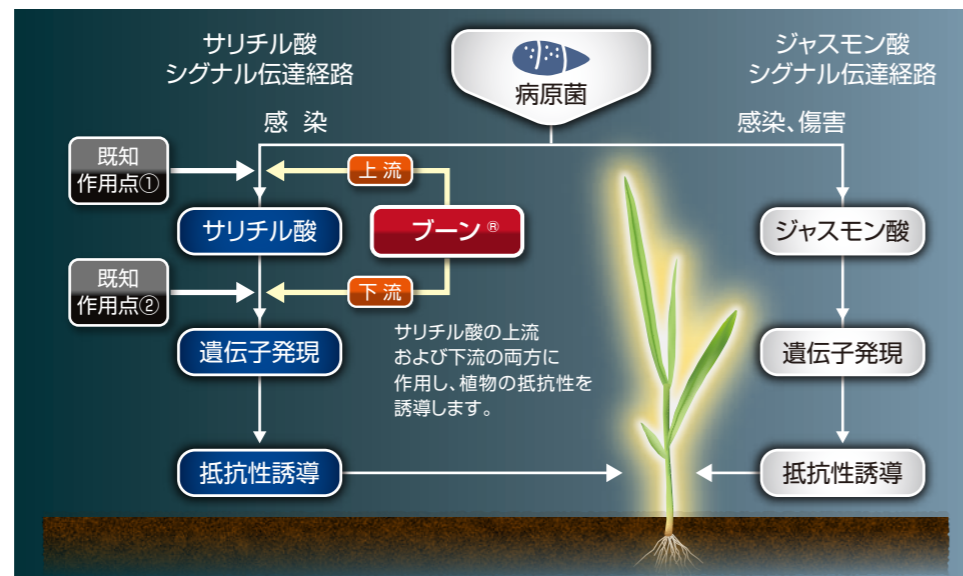 サリチル酸
シグナル伝達経路
病原菌
ジャスモン酸
シグナル伝達経路
感 染
感染、傷害
既知
作用点①
上 流
サリチル酸
ブーン®
ジャスモン酸
既知
作用点②
下 流
サリチル酸の上流
および下流の両方に
作用し、植物の抵抗性を
誘導します。
遺伝子発現
遺伝子発現
抵抗性誘導
抵抗性誘導